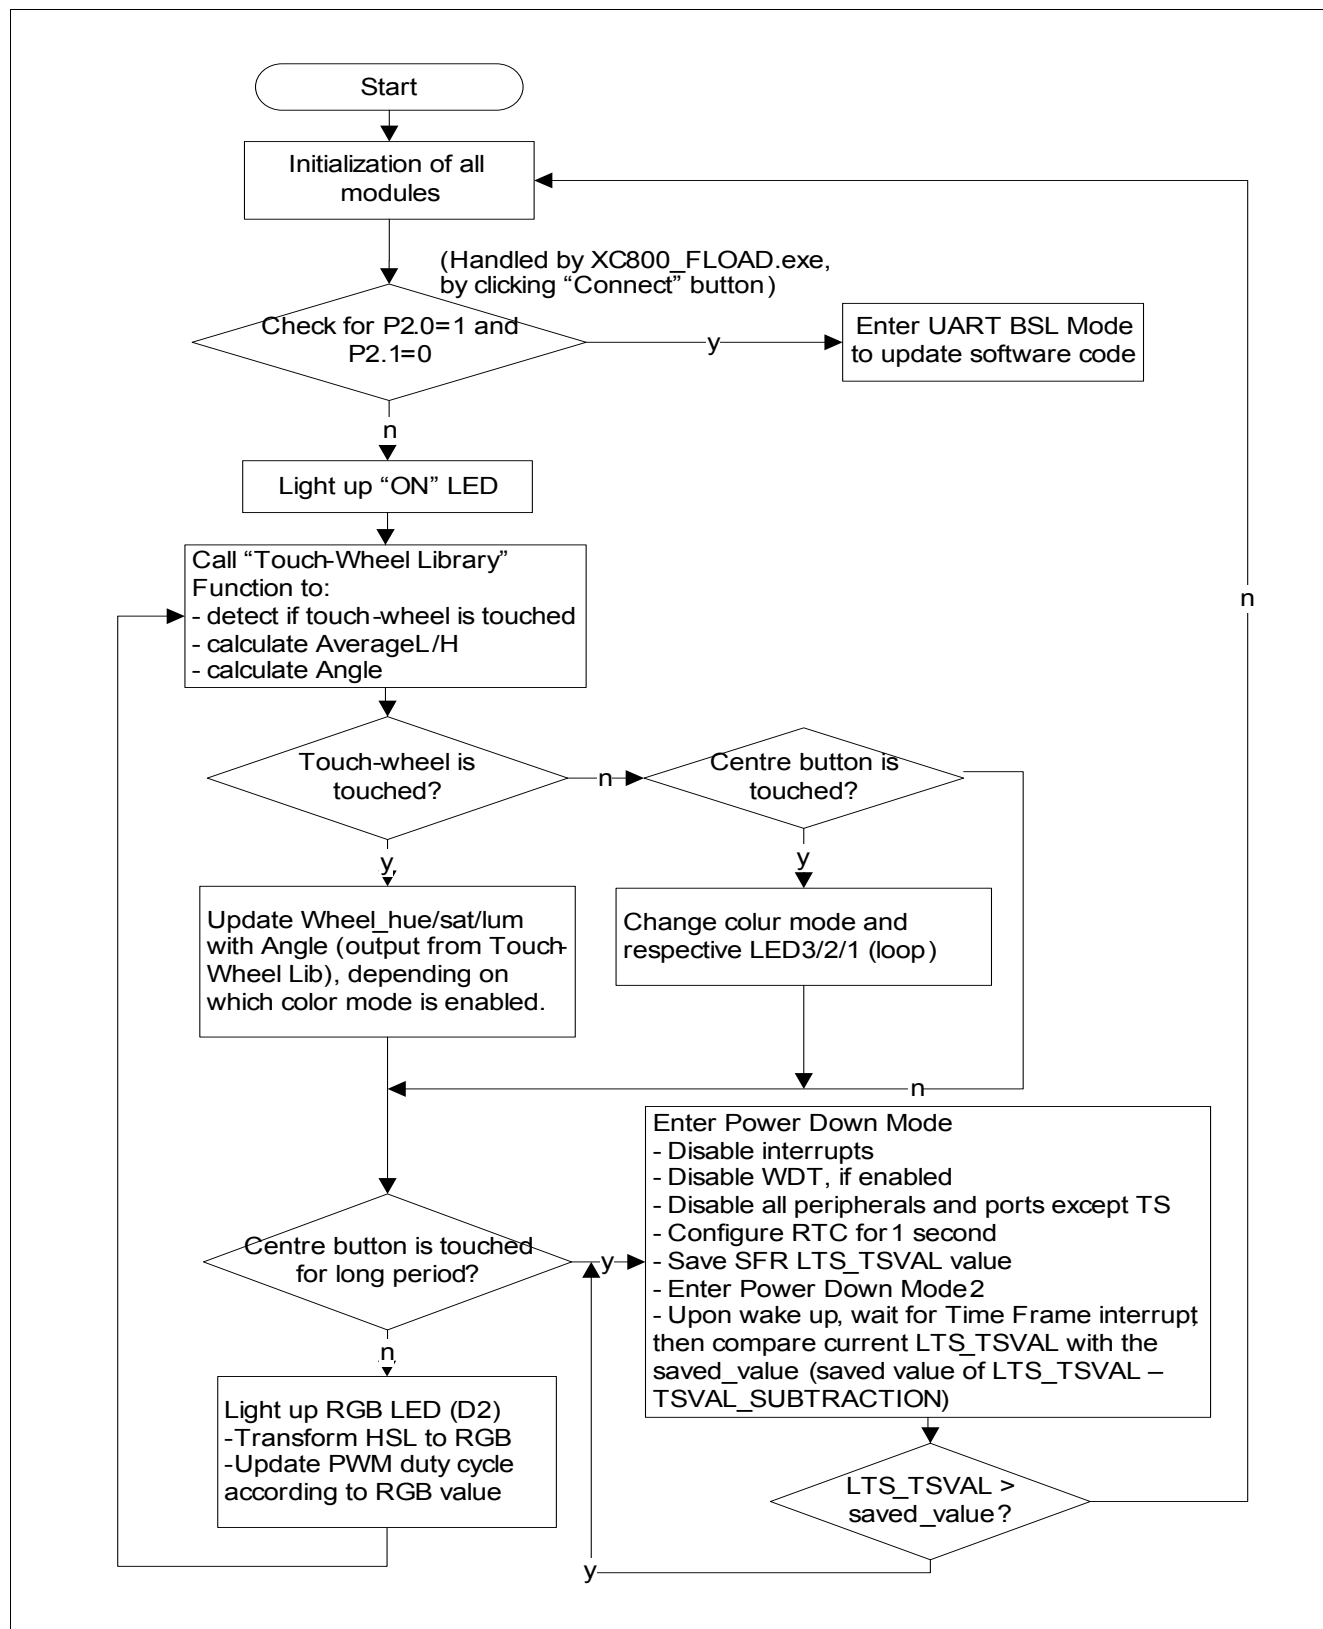 Start
Initialization of all
modules
(Handled by XC800_FLOAD.exe,
by clicking “Connect” button)
Check for P2.0=1 and
P2.1=0
y
Enter UART BSL Mode
to update software code
n
Light up “ON” LED
Call “Touch-Wheel Library”
Function to:
- detect if touch-wheel is touched
- calculate AverageL/H
- calculate Angle
n
Touch-wheel is
touched?
n
Centre button is
touched?
y
y
Update Wheel_hue/sat/lum
with Angle (output from Touch-
Wheel Lib), depending on
which color mode is enabled.
Change colur mode and
respective LED3/2/1 (loop)
n
Enter Power Down Mode
- Disable interrupts
- Disable WDT, if enabled
- Disable all peripherals and ports except TS
- Configure RTC for 1 second
- Save SFR LTS_TSVAL value
- Enter Power Down Mode2
- Upon wake up, wait for Time Frame interrupt,
then compare current LTS_TSVAL with the
saved_value (saved value of LTS_TSVAL –
TSVAL_SUBTRACTION)
Centre button is touched
for long period?
y
n
Light up RGB LED (D2)
-Transform HSL to RGB
-Update PWM duty cycle
according to RGB value
LTS_TSVAL >
saved_value?
y